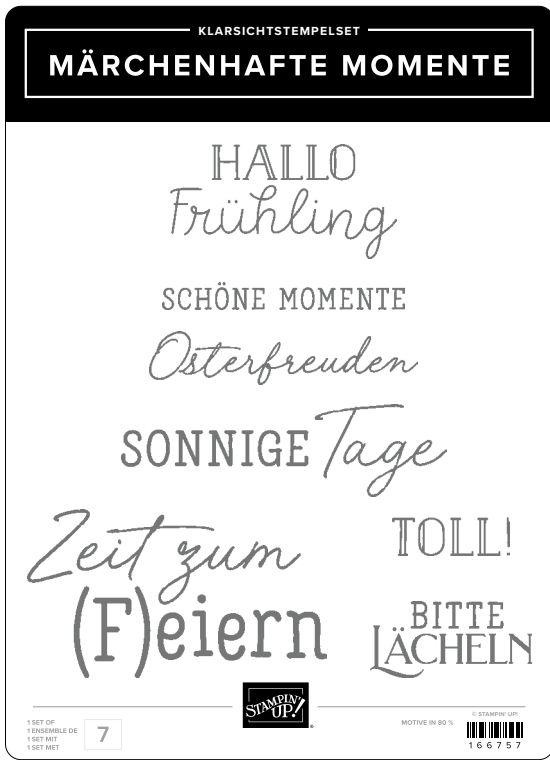 KLARSICHTSTEMPELSET
MÄRCHENHAFTE MOMENTE
HALLO
Frühling
SCHÖNE MOMENTE
Osterfreuden
SONNIGE Tage
Zeit zum
(F)eiern
TOLL!
BITTE
LÄCHELN
1 SET OF
1 ENSEMBLE DE
1 SET MIT
1 SET MET
7
STAMPIN' UP!®
MOTIVE IN 80 %
© STAMPIN' UP!
166757